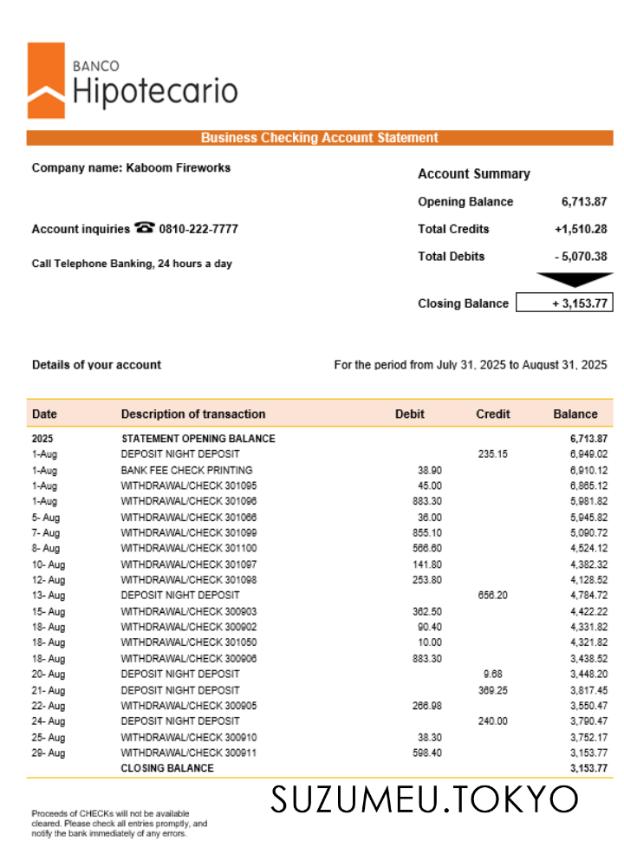 BANCO
Hipotecario
Business Checking Account Statement
Company name: Kaboom Fireworks
Account Summary
Opening Balance 6,713.87
Account inquiries ☎ 0810-222-7777
Total Credits +1,510.28
Call Telephone Banking, 24 hours a day
Total Debits - 5,070.38
Closing Balance + 3,153.77
Details of your account For the period from July 31, 2025 to August 31, 2025
Date Description of transaction Debit Credit Balance
2025 STATEMENT OPENING BALANCE 6,713.87
1-Aug DEPOSIT NIGHT DEPOSIT 235.15 6,949.02
1-Aug BANK FEE CHECK PRINTING 38.90 6,910.12
1-Aug WITHDRAWAL/CHECK 301095 45.00 6,865.12
1-Aug WITHDRAWAL/CHECK 301096 883.30 5,981.82
5- Aug WITHDRAWAL/CHECK 301066 36.00 5,945.82
7- Aug WITHDRAWAL/CHECK 301099 855.10 5,090.72
8- Aug WITHDRAWAL/CHECK 301100 566.60 4,524.12
10- Aug WITHDRAWAL/CHECK 301097 141.80 4,382.32
12- Aug WITHDRAWAL/CHECK 301098 253.80 4,128.52
13- Aug DEPOSIT NIGHT DEPOSIT 656.20 4,784.72
15- Aug WITHDRAWAL/CHECK 300903 362.50 4,422.22
18- Aug WITHDRAWAL/CHECK 300902 90.40 4,331.82
18- Aug WITHDRAWAL/CHECK 301050 10.00 4,321.82
18- Aug WITHDRAWAL/CHECK 300906 883.30 3,438.52
20- Aug DEPOSIT NIGHT DEPOSIT 9.68 3,448.20
21- Aug DEPOSIT NIGHT DEPOSIT 369.25 3,817.45
22- Aug WITHDRAWAL/CHECK 300905 266.98 3,550.47
24- Aug DEPOSIT NIGHT DEPOSIT 240.00 3,790.47
25- Aug WITHDRAWAL/CHECK 300910 38.30 3,752.17
29- Aug WITHDRAWAL/CHECK 300911 598.40 3,153.77
CLOSING BALANCE 3,153.77
SUZUMEU.TOKYO
Proceeds of CHECKs will not be available
cleared. Please check all entries promptly, and
notify the bank immediately of any errors.